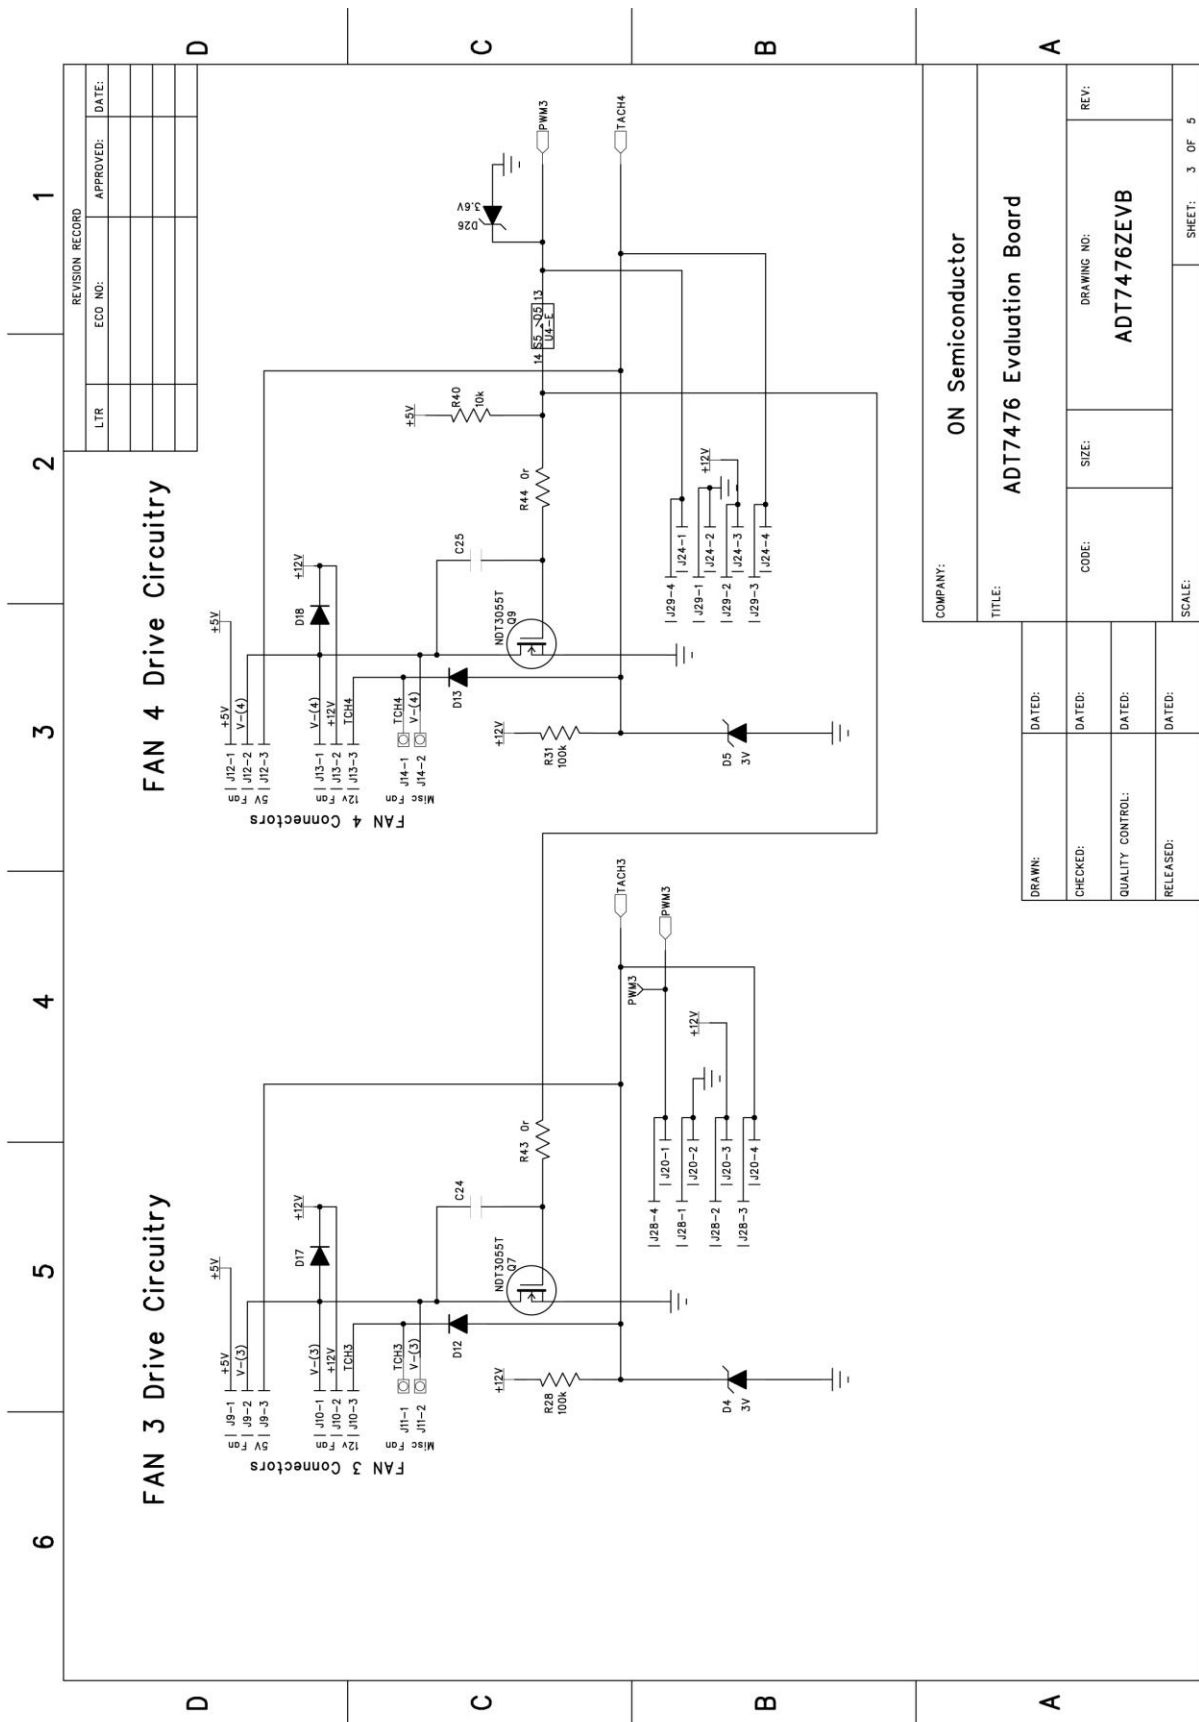 6
5
4
3
2
1
D
C
B
A
D
C
B
A
REVISION RECORD
LTR
ECO NO:
APPROVED:
DATE:
FAN 3 Drive Circuitry
FAN 4 Drive Circuitry
FAN 3 Connectors
5V Fan
12v Fan
Misc Fan
J9-1
J9-2
J9-3
+5V
V-(3)
+5V
J10-1
J10-2
J10-3
V-(3)
+12V
TCH3
D17
+12V
J11-1
J11-2
TCH3
V-(3)
D12
NDT3055T
Q7
C24
R43 0r
+12V
R28
100k
D4
3V
TACH3
PWM3
PWM3
+12V
J28-4
J20-1
J28-1
J20-2
J28-2
J20-3
J28-3
J20-4
FAN 4 Connectors
5V Fan
12v Fan
Misc Fan
J12-1
J12-2
J12-3
+5V
V-(4)
+5V
J13-1
J13-2
J13-3
V-(4)
+12V
TCH4
D18
+12V
J14-1
J14-2
TCH4
V-(4)
D13
NDT3055T
Q9
C25
R44 0r
+5V
R40
10k
14 S5 D5 13
U4-E
D26
3.6V
PWM3
TACH4
+12V
R31
100k
D5
3V
+12V
J29-4
J24-1
J29-1
J24-2
J29-2
J24-3
J29-3
J24-4
COMPANY:
ON Semiconductor
TITLE:
ADT7476 Evaluation Board
DRAWN:
DATED:
CHECKED:
DATED:
QUALITY CONTROL:
DATED:
RELEASED:
DATED:
CODE:
SIZE:
DRAWING NO:
ADT7476ZEVB
REV:
SCALE:
SHEET: 3 OF 5